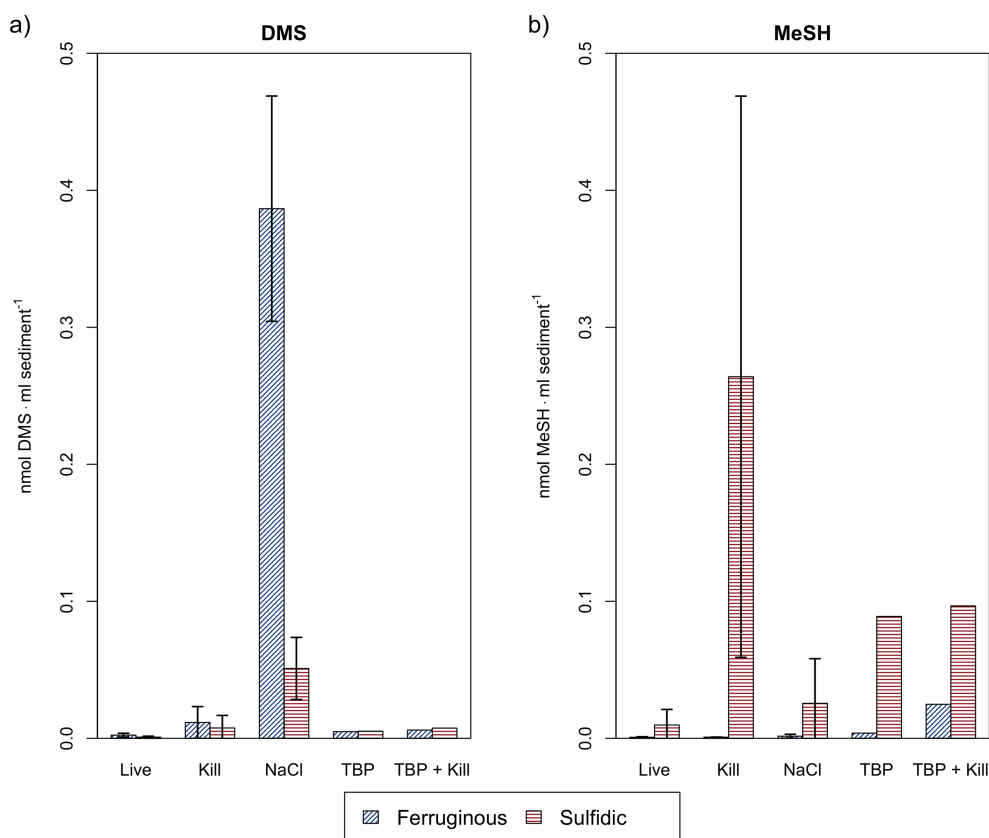 a)
DMS
nmol DMS · ml sediment⁻¹
0.0
0.1
0.2
0.3
0.4
0.5
Live Kill NaCl TBP TBP + Kill
b)
MeSH
nmol MeSH · ml sediment⁻¹
0.0
0.1
0.2
0.3
0.4
0.5
Live Kill NaCl TBP TBP + Kill
Ferruginous Sulfidic